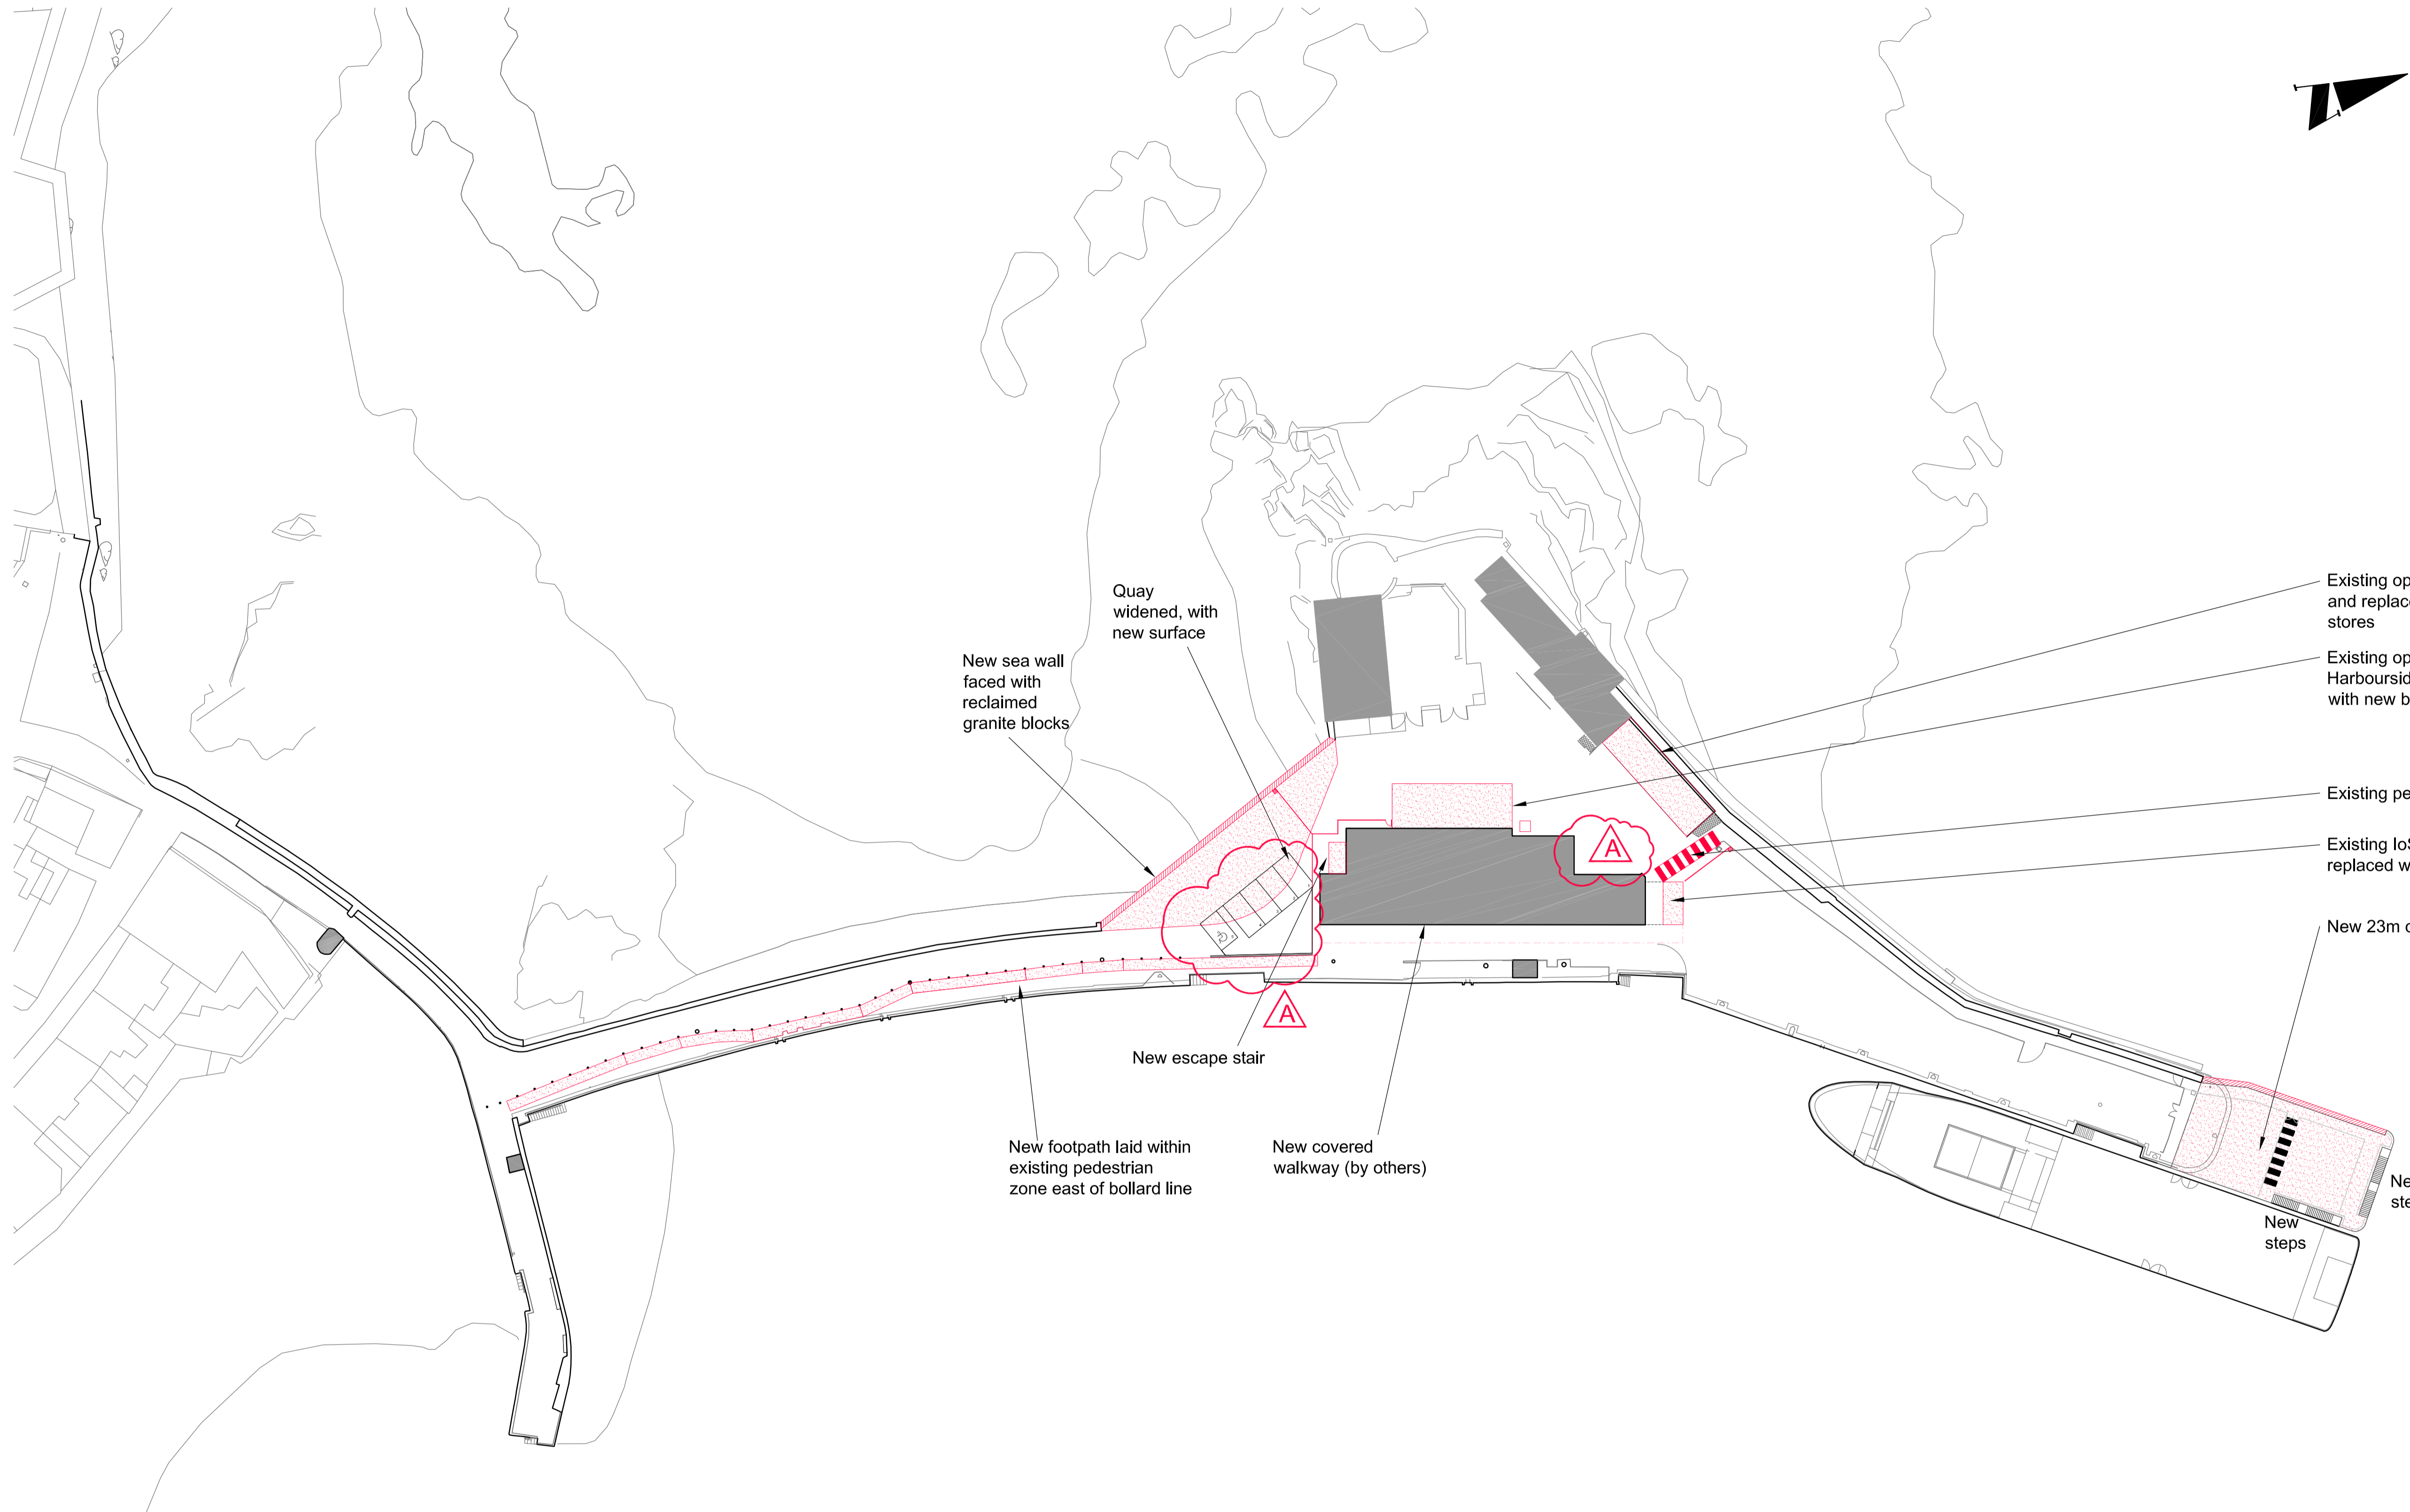 Quay
widened, with
new surface
New sea wall
faced with
reclaimed
granite blocks
Existing op
and replac
stores
Existing op
Harboursid
with new b
Existing pe
Existing IoS
replaced w
New 23m
A
A
New escape stair
New footpath laid within
existing pedestrian
zone east of bollard line
New covered
walkway (by others)
New
steps
Ne
ste